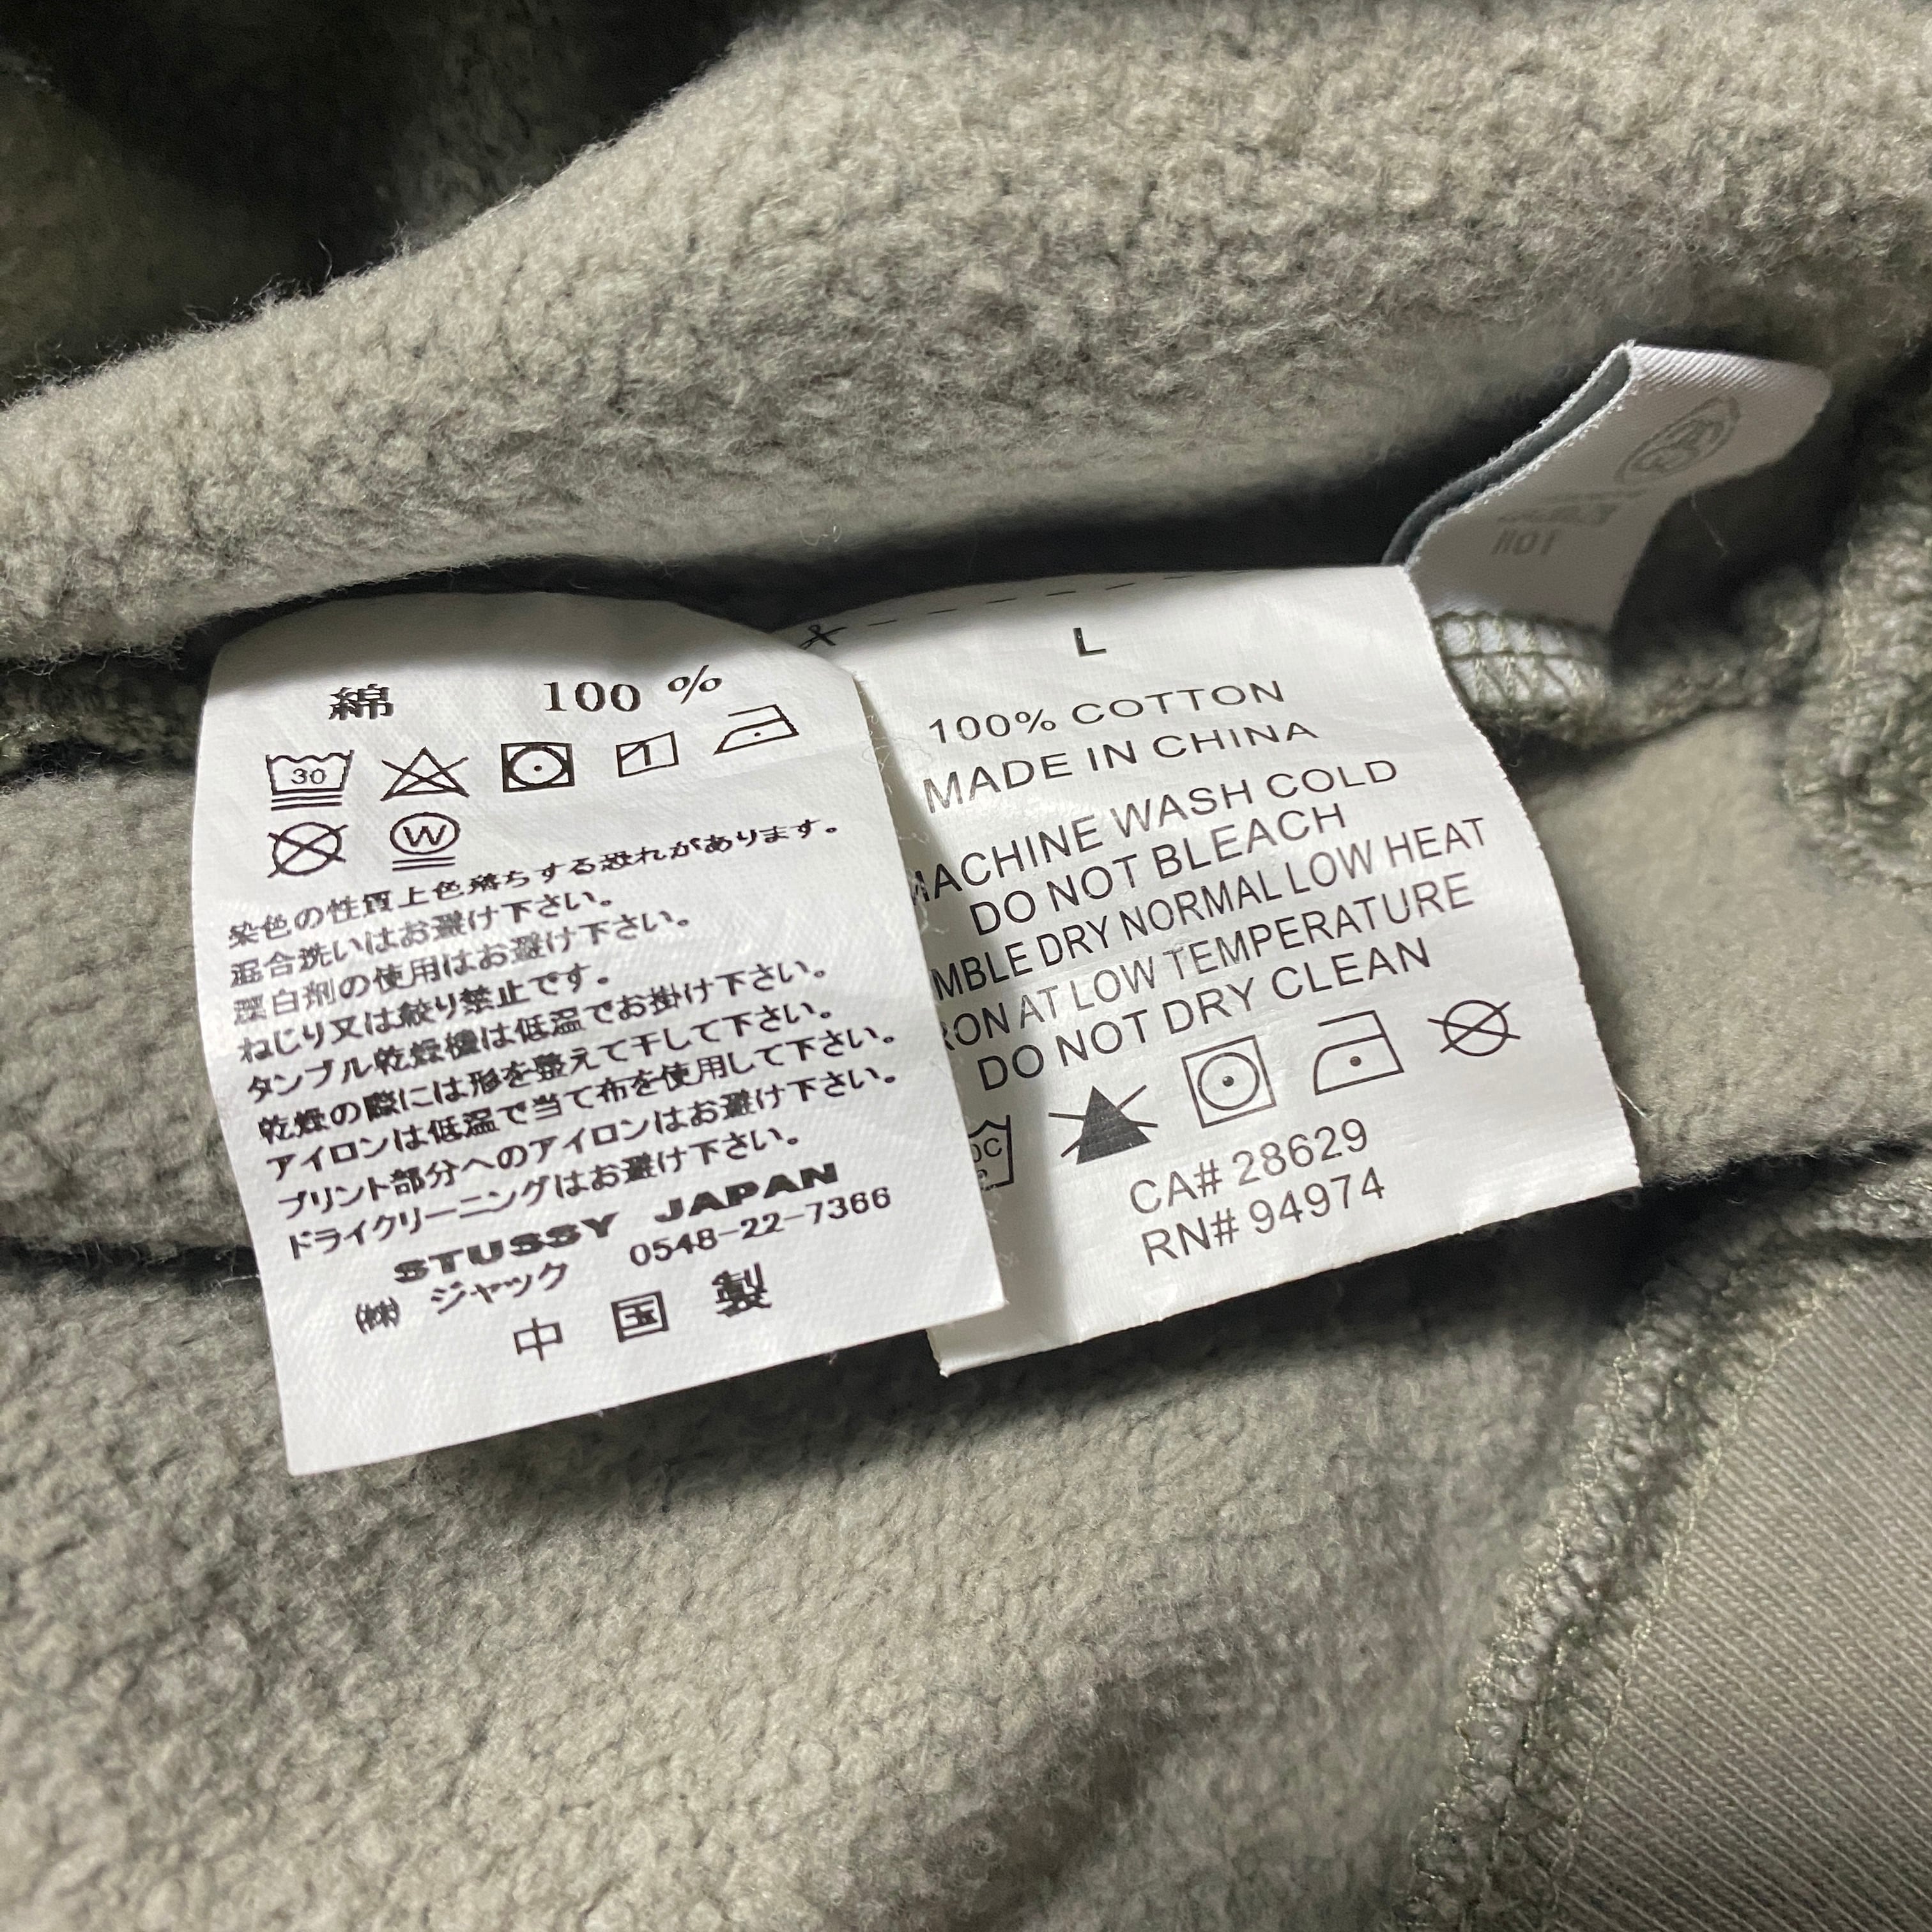 綿 100 %
30
1
W
染色の性質上色落ちする恐れがあります。
混合洗いはお避け下さい。
漂白剤の使用はお避け下さい。
ねじり又は絞り禁止です。
タンブル乾燥機は低温でお掛け下さい。
乾燥の際には形を整えて干して下さい。
アイロンは低温で当て布を使用して下さい。
プリント部分へのアイロンはお避け下さい。
ドライクリーニングはお避け下さい。
STUSSY JAPAN
㈱ ジャック 0548-22-7366
中国製
L
100% COTTON
MADE IN CHINA
MACHINE WASH COLD
DO NOT BLEACH
MBLE DRY NORMAL LOW HEAT
RON AT LOW TEMPERATURE
DO NOT DRY CLEAN
CA# 28629
RN# 94974